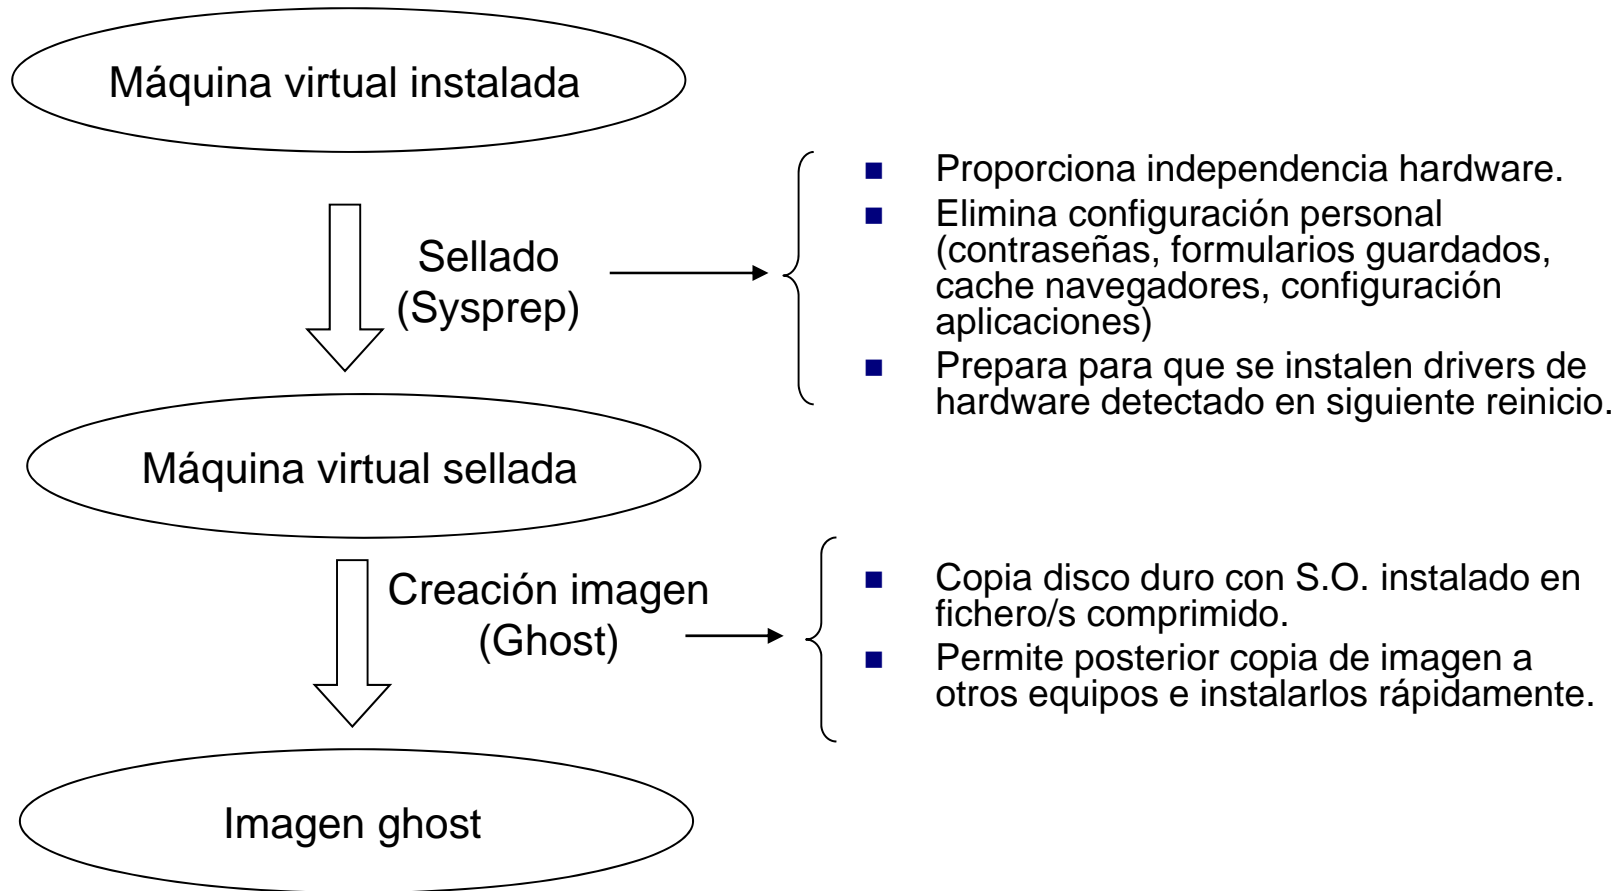 Máquina virtual instalada
Sellado
(Sysprep)
Proporciona independencia hardware.
Elimina configuración personal
(contraseñas, formularios guardados,
cache navegadores, configuración
aplicaciones)
Prepara para que se instalen drivers de
hardware detectado en siguiente reinicio.
Máquina virtual sellada
Creación imagen
(Ghost)
Copia disco duro con S.O. instalado en
fichero/s comprimido.
Permite posterior copia de imagen a
otros equipos e instalarlos rápidamente.
Imagen ghost